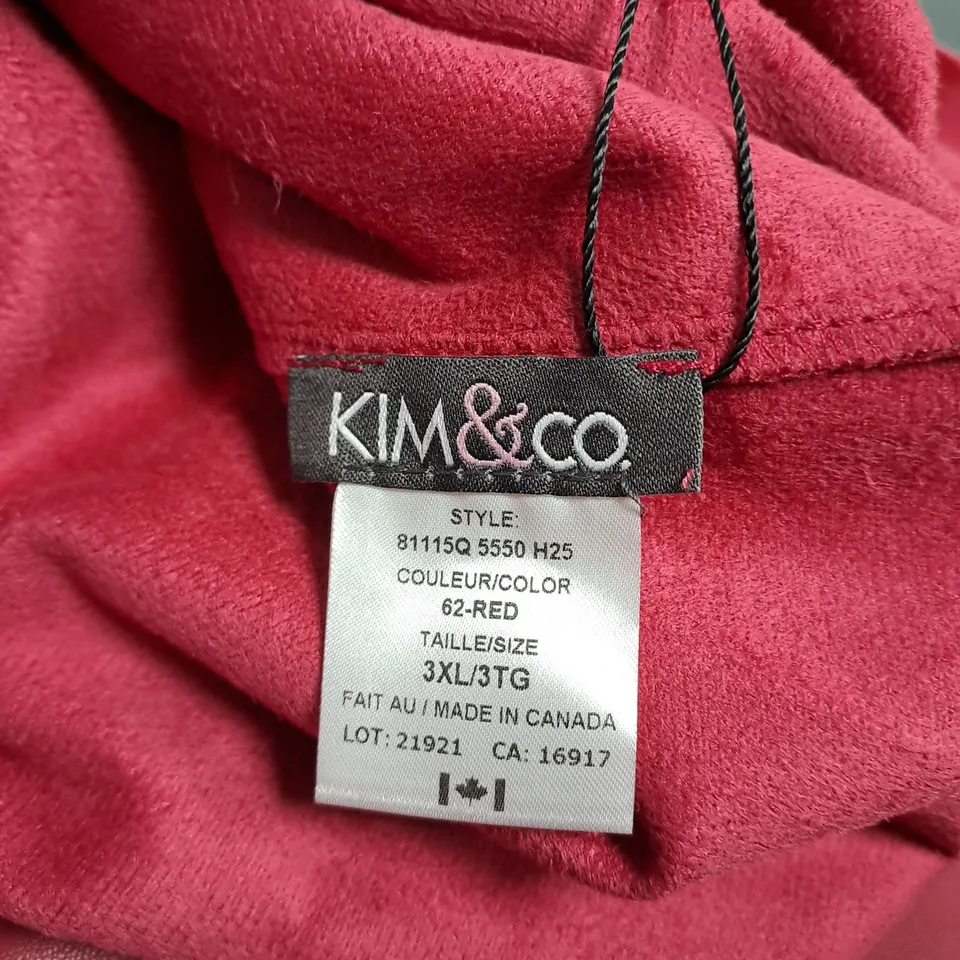 KIM&CO.
STYLE:
81115Q 5550 H25
COULEUR/COLOR
62-RED
TAILLE/SIZE
3XL/3TG
FAIT AU / MADE IN CANADA
LOT: 21921 CA: 16917